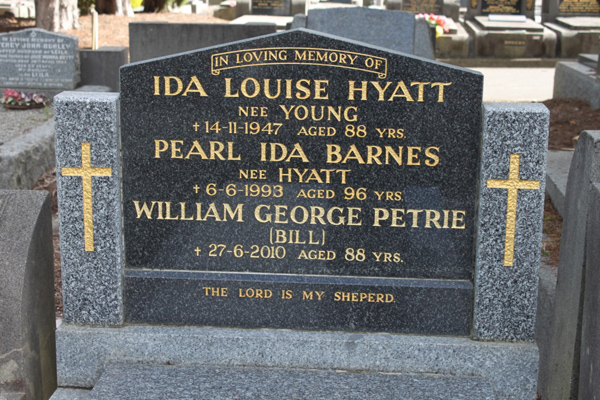 IN LOVING MEMORY OF
IDA LOUISE HYATT
NEE YOUNG
✝ 14-11-1947 AGED 88 YRS.
PEARL IDA BARNES
NEE HYATT
✝ 6-6-1993 AGED 96 YRS.
WILLIAM GEORGE PETRIE
(BILL)
✝ 27-6-2010 AGED 88 YRS.
THE LORD IS MY SHEPERD.